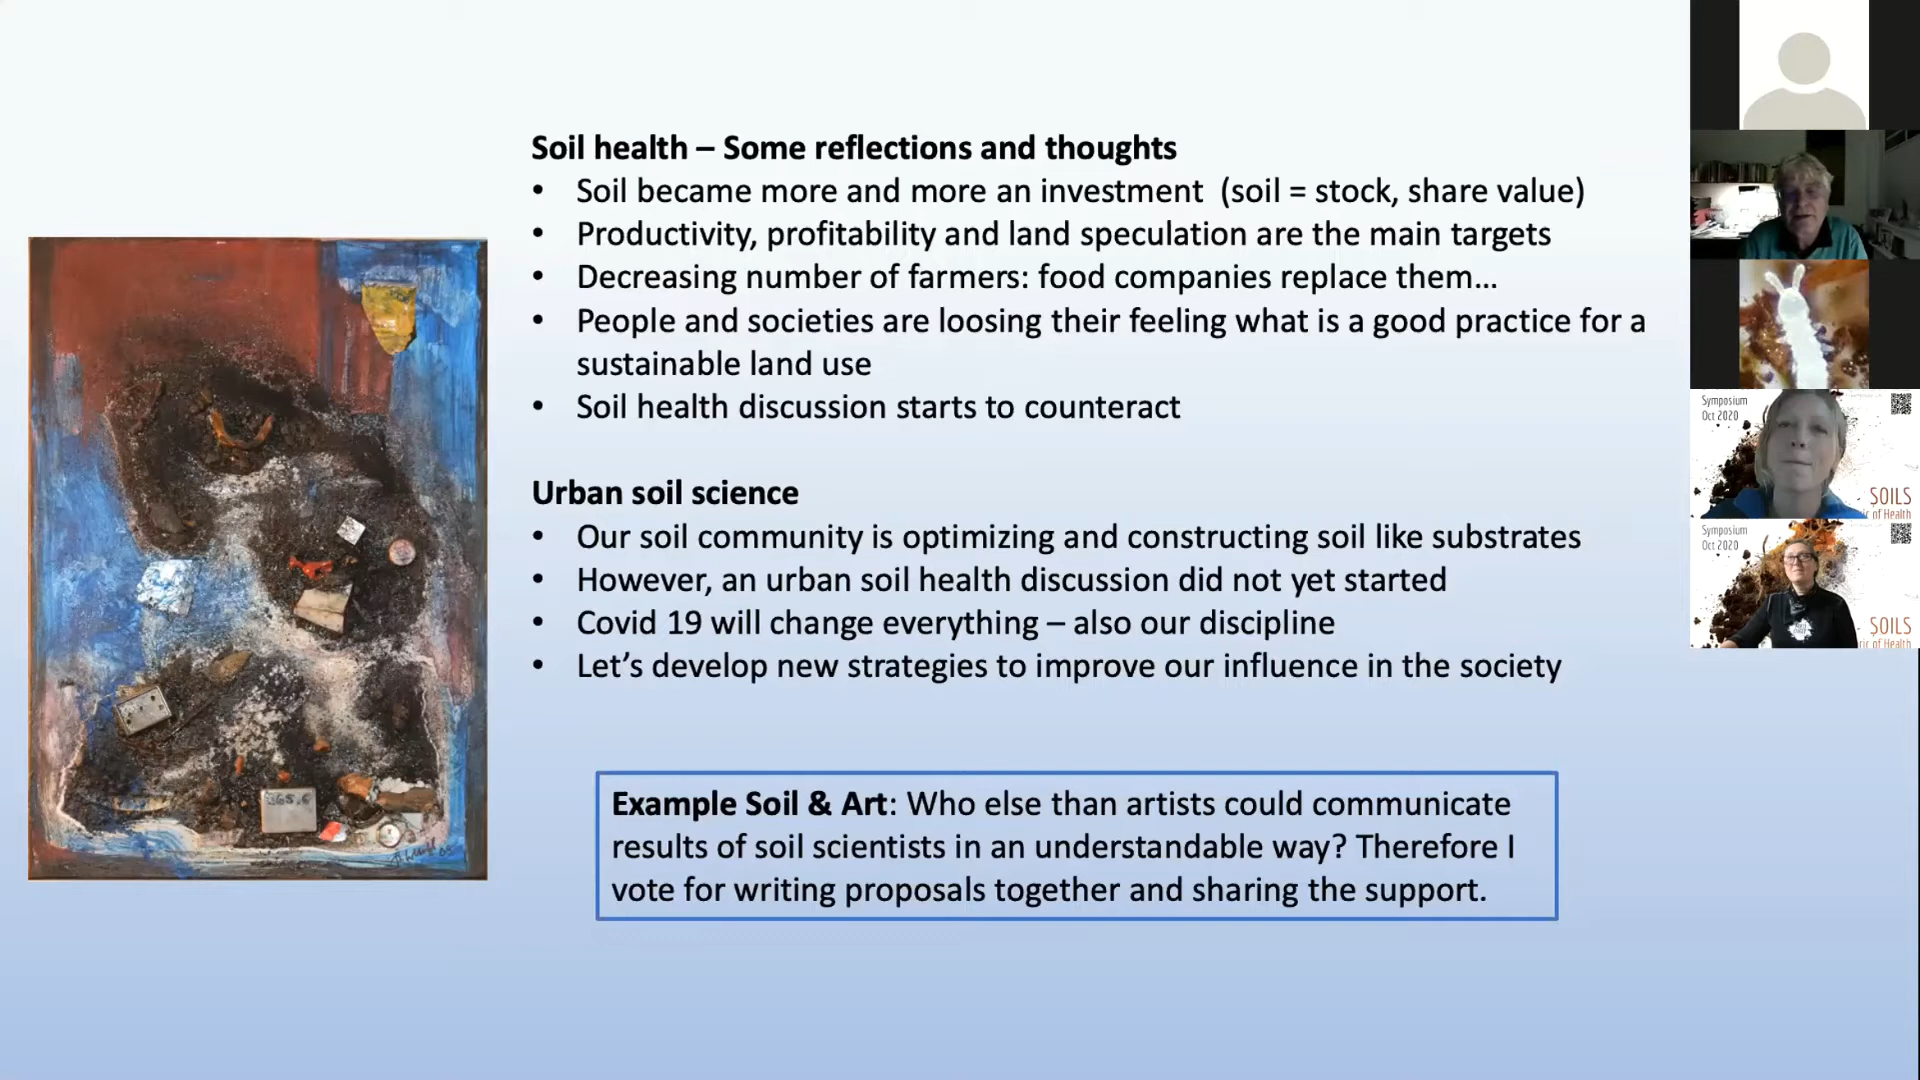 Soil health – Some reflections and thoughts
• Soil became more and more an investment (soil = stock, share value)
• Productivity, profitability and land speculation are the main targets
• Decreasing number of farmers: food companies replace them...
• People and societies are loosing their feeling what is a good practice for a
sustainable land use
• Soil health discussion starts to counteract
Urban soil science
• Our soil community is optimizing and constructing soil like substrates
• However, an urban soil health discussion did not yet started
• Covid 19 will change everything – also our discipline
• Let’s develop new strategies to improve our influence in the society
Example Soil & Art: Who else than artists could communicate
results of soil scientists in an understandable way? Therefore I
vote for writing proposals together and sharing the support.
Symposium
Oct 2020
SOILS
of Health
Symposium
Oct 2020
SOILS
of Health